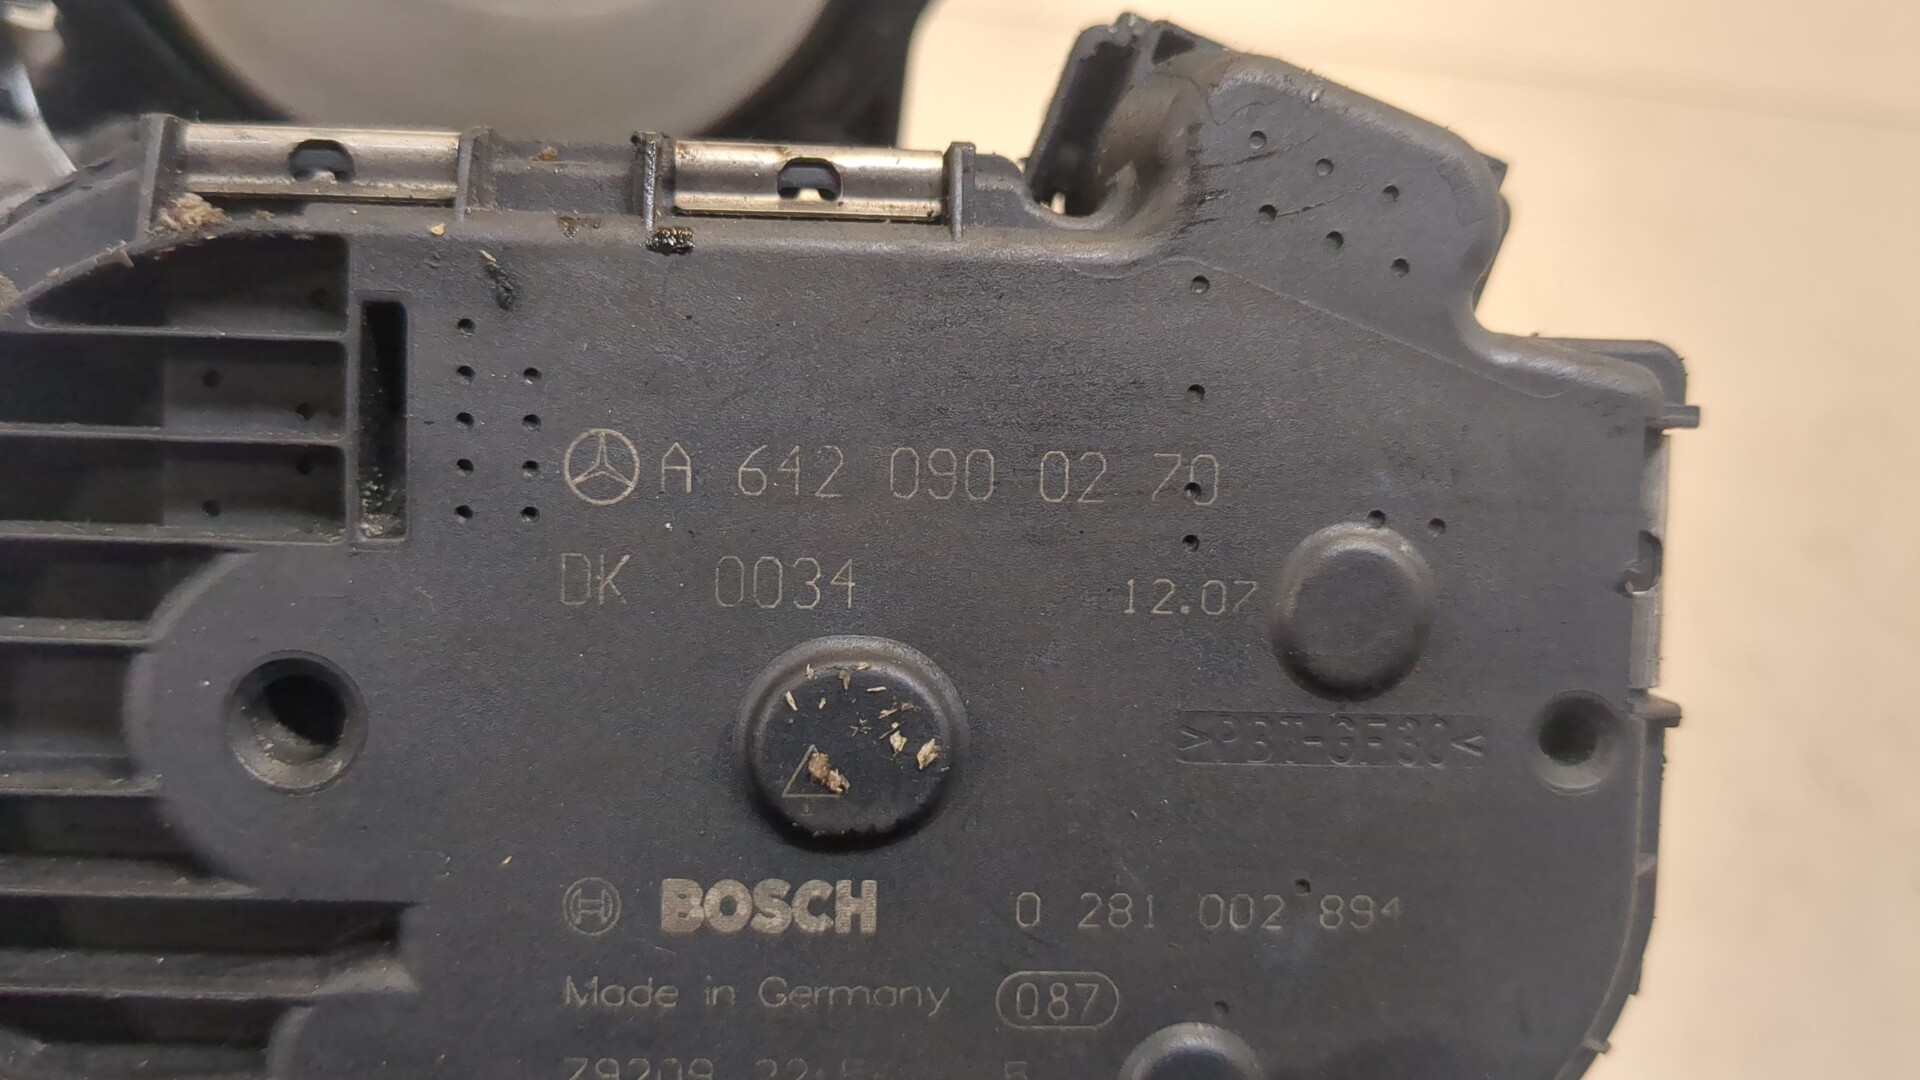 A 642 090 02 70
DK 0034 12.07
>PBT-GF30<
BOSCH 0 281 002 894
Made in Germany 087